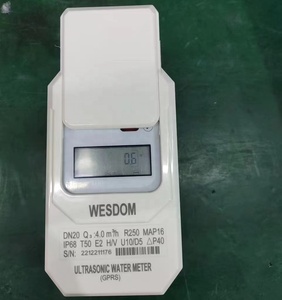 0.6
WESDOM
DN20 Q₃:4.0 m³/h R250 MAP16
IP68 T50 E2 H/V U10/D5 △P40
S/N: 2212211176
ULTRASONIC WATER METER
(GPRS)